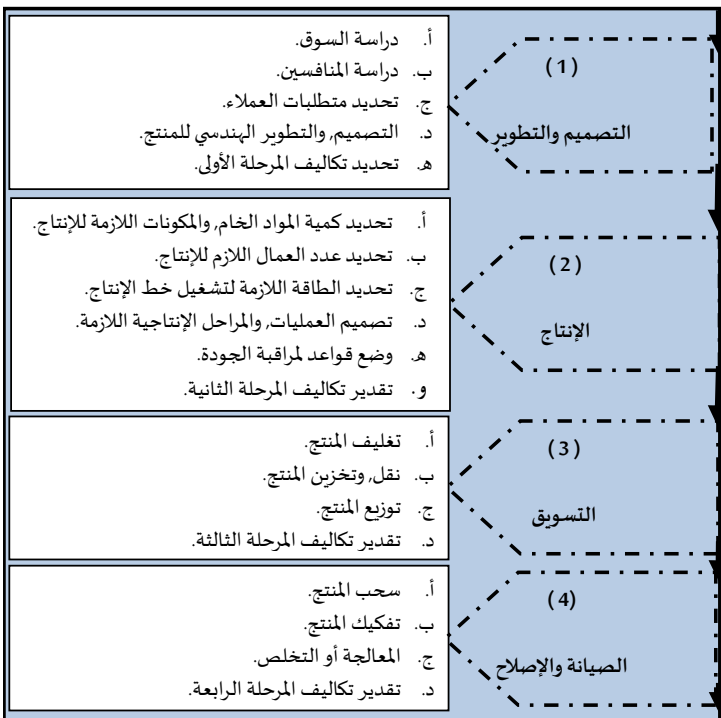 (1)
التصميم والتطوير
أ. دراسة السوق.
ب. دراسة المنافسين.
ج. تحديد متطلبات العملاء.
د. التصميم, والتطوير الهندسي للمنتج.
ه. تحديد تكاليف المرحلة الأولى.
(2)
الإنتاج
أ. تحديد كمية المواد الخام, والمكونات اللازمة للإنتاج.
ب. تحديد عدد العمال اللازم للإنتاج.
ج. تحديد الطاقة اللازمة لتشغيل خط الإنتاج.
د. تصميم العمليات, والمراحل الإنتاجية اللازمة.
ه. وضع قواعد لمراقبة الجودة.
و. تقدير تكاليف المرحلة الثانية.
(3)
التسويق
أ. تغليف المنتج.
ب. نقل, وتخزين المنتج.
ج. توزيع المنتج.
د. تقدير تكاليف المرحلة الثالثة.
(4)
الصيانة والإصلاح
أ. سحب المنتج.
ب. تفكيك المنتج.
ج. المعالجة أو التخلص.
د. تقدير تكاليف المرحلة الرابعة.